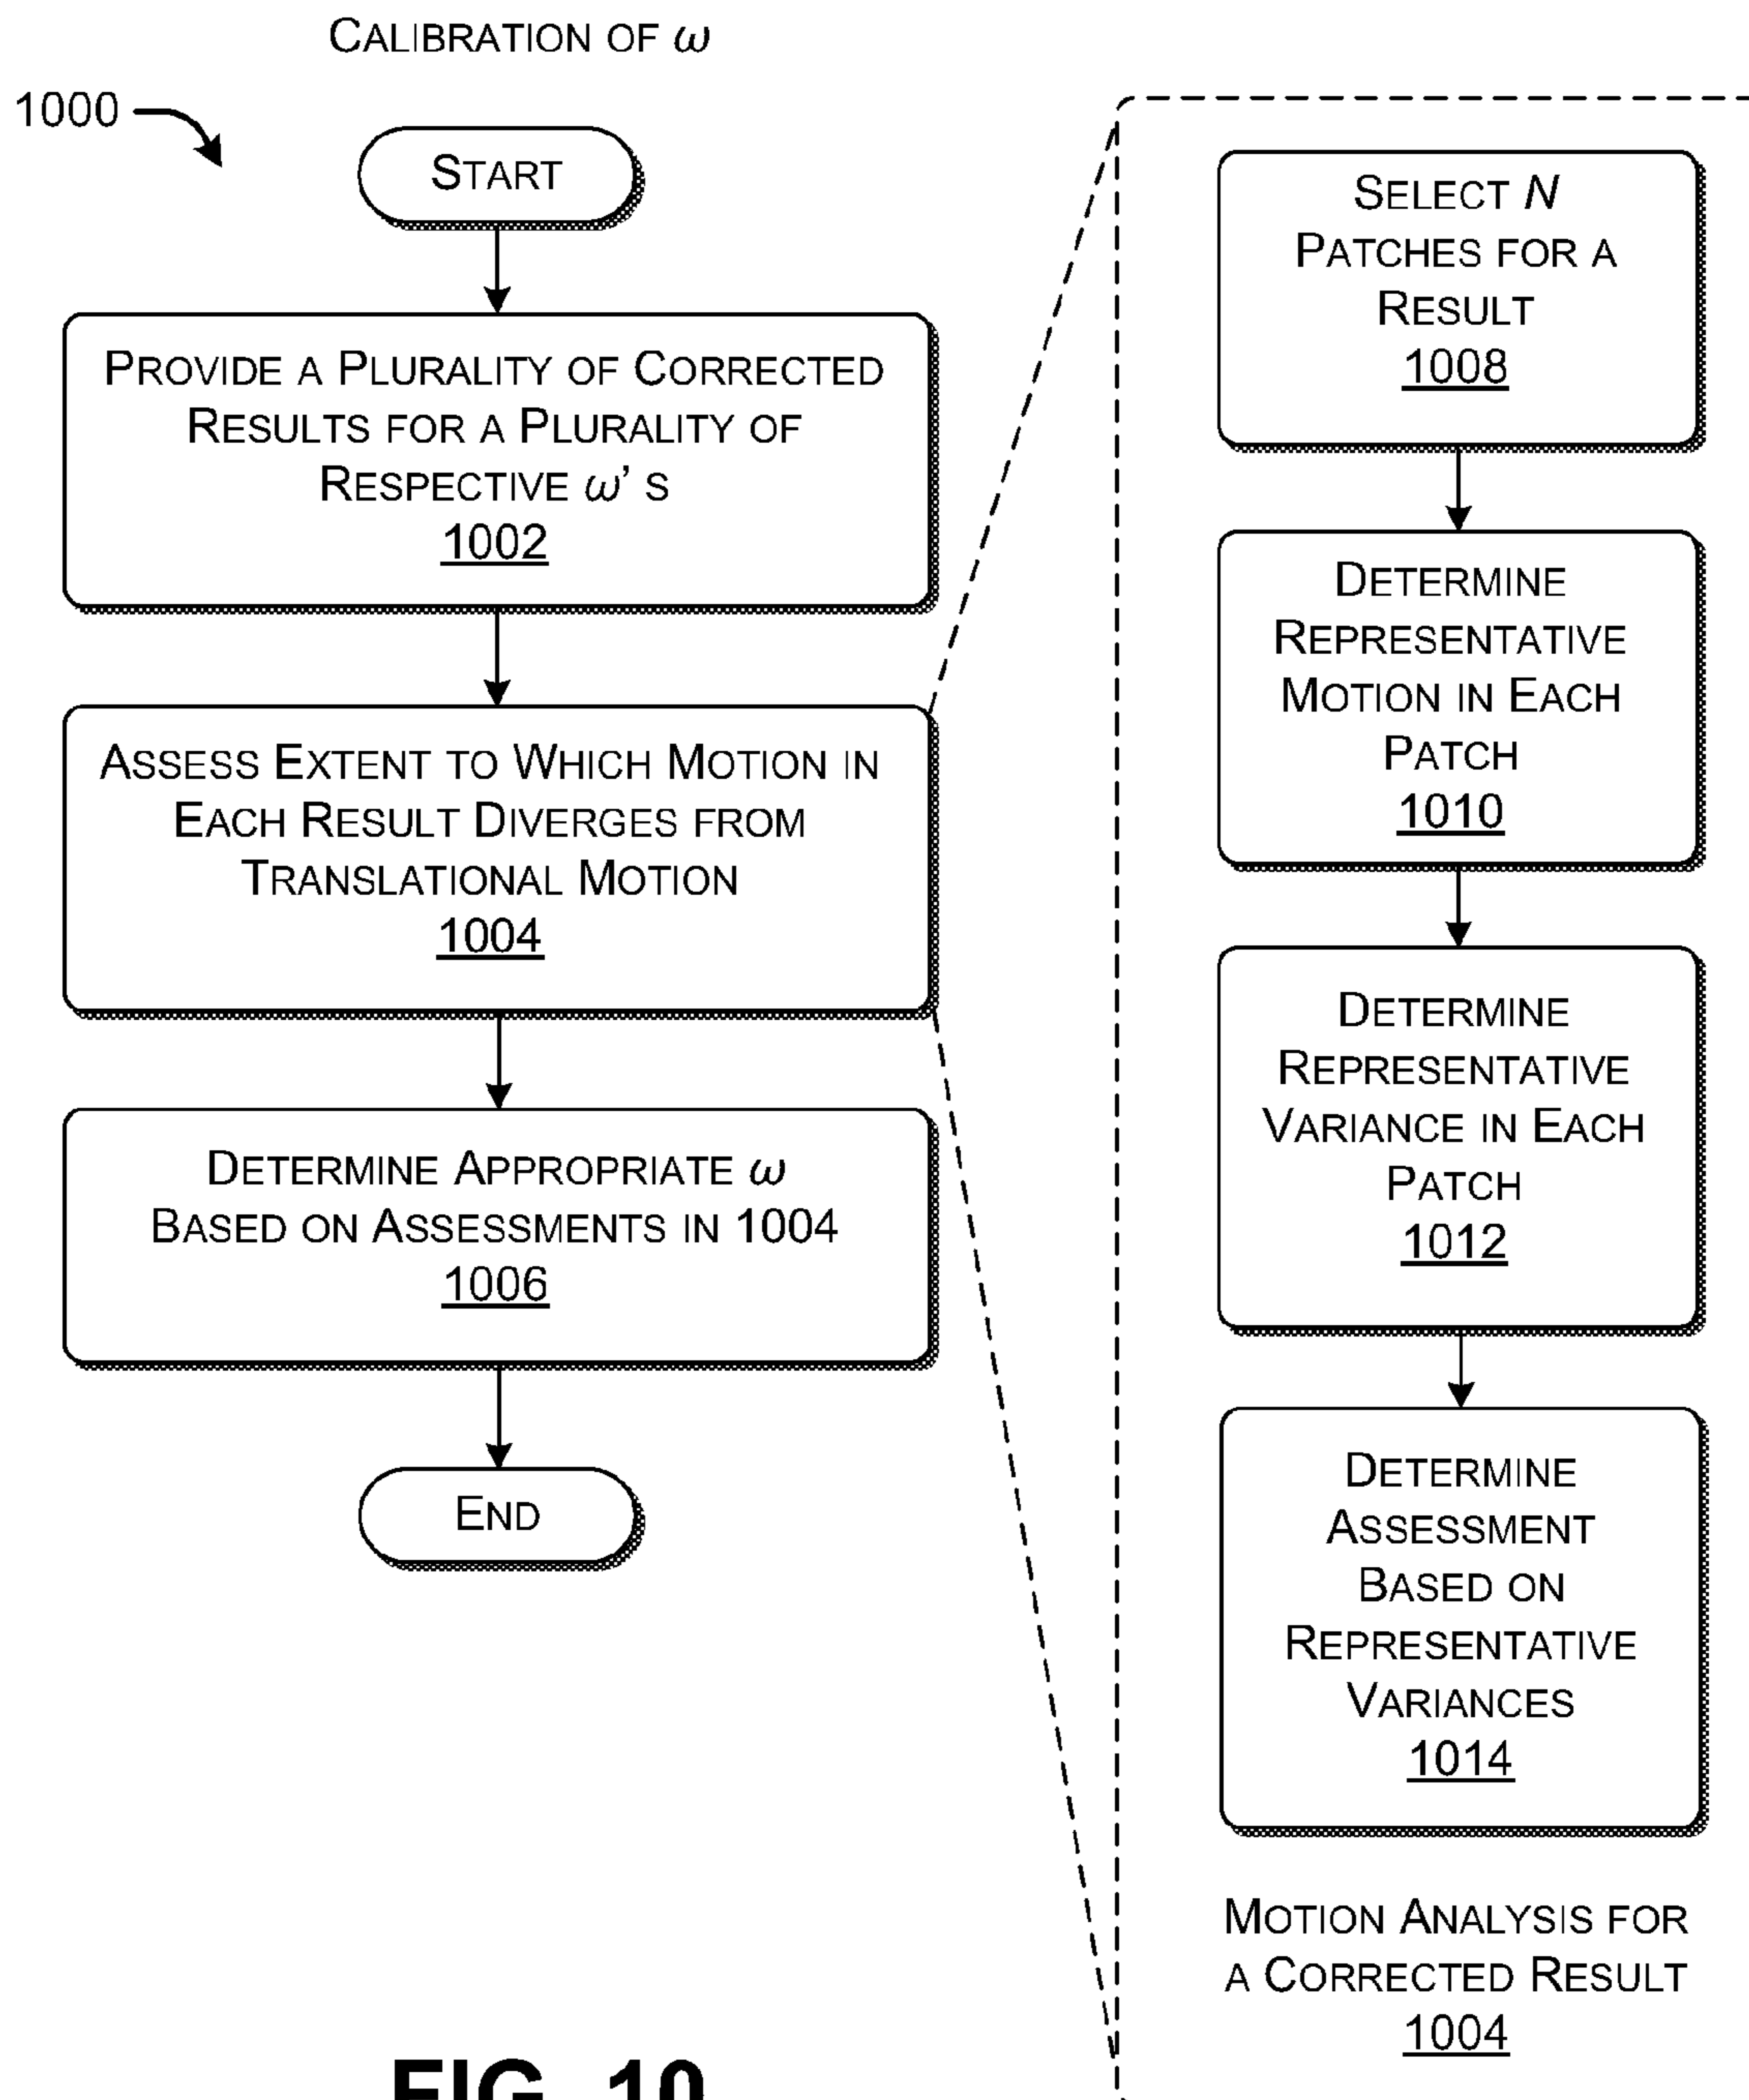 CALIBRATION OF ω
1000
START
PROVIDE A PLURALITY OF CORRECTED
RESULTS FOR A PLURALITY OF
RESPECTIVE ω' S
1002
ASSESS EXTENT TO WHICH MOTION IN
EACH RESULT DIVERGES FROM
TRANSLATIONAL MOTION
1004
DETERMINE APPROPRIATE ω
BASED ON ASSESSMENTS IN 1004
1006
END
SELECT N
PATCHES FOR A
RESULT
1008
DETERMINE
REPRESENTATIVE
MOTION IN EACH
PATCH
1010
DETERMINE
REPRESENTATIVE
VARIANCE IN EACH
PATCH
1012
DETERMINE
ASSESSMENT
BASED ON
REPRESENTATIVE
VARIANCES
1014
MOTION ANALYSIS FOR
A CORRECTED RESULT
1004
FIG. 10